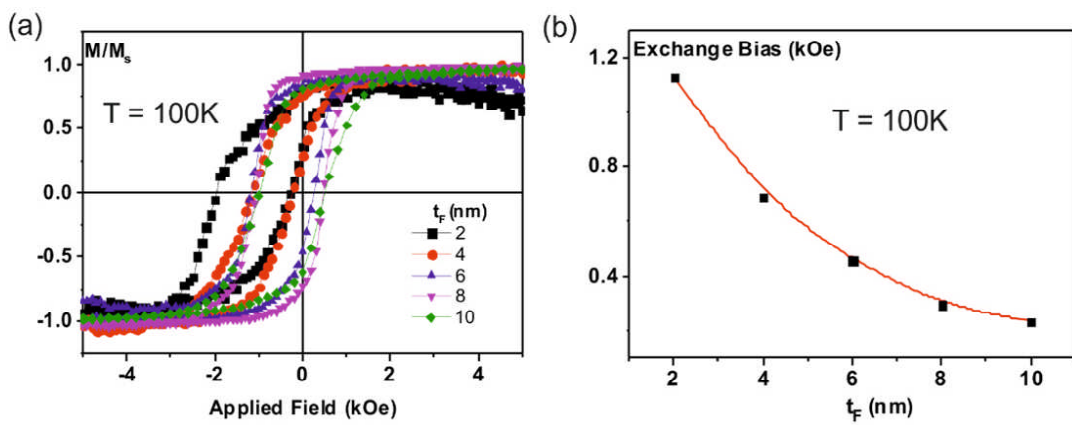 (a)
M/Mₛ
1.0
T = 100K
0.5
0.0
t_F (nm)
2
-0.5
4
6
8
-1.0
10
-4
-2
0
2
4
Applied Field (kOe)
(b)
Exchange Bias (kOe)
1.2
T = 100K
0.8
0.4
2
4
6
8
10
t_F (nm)